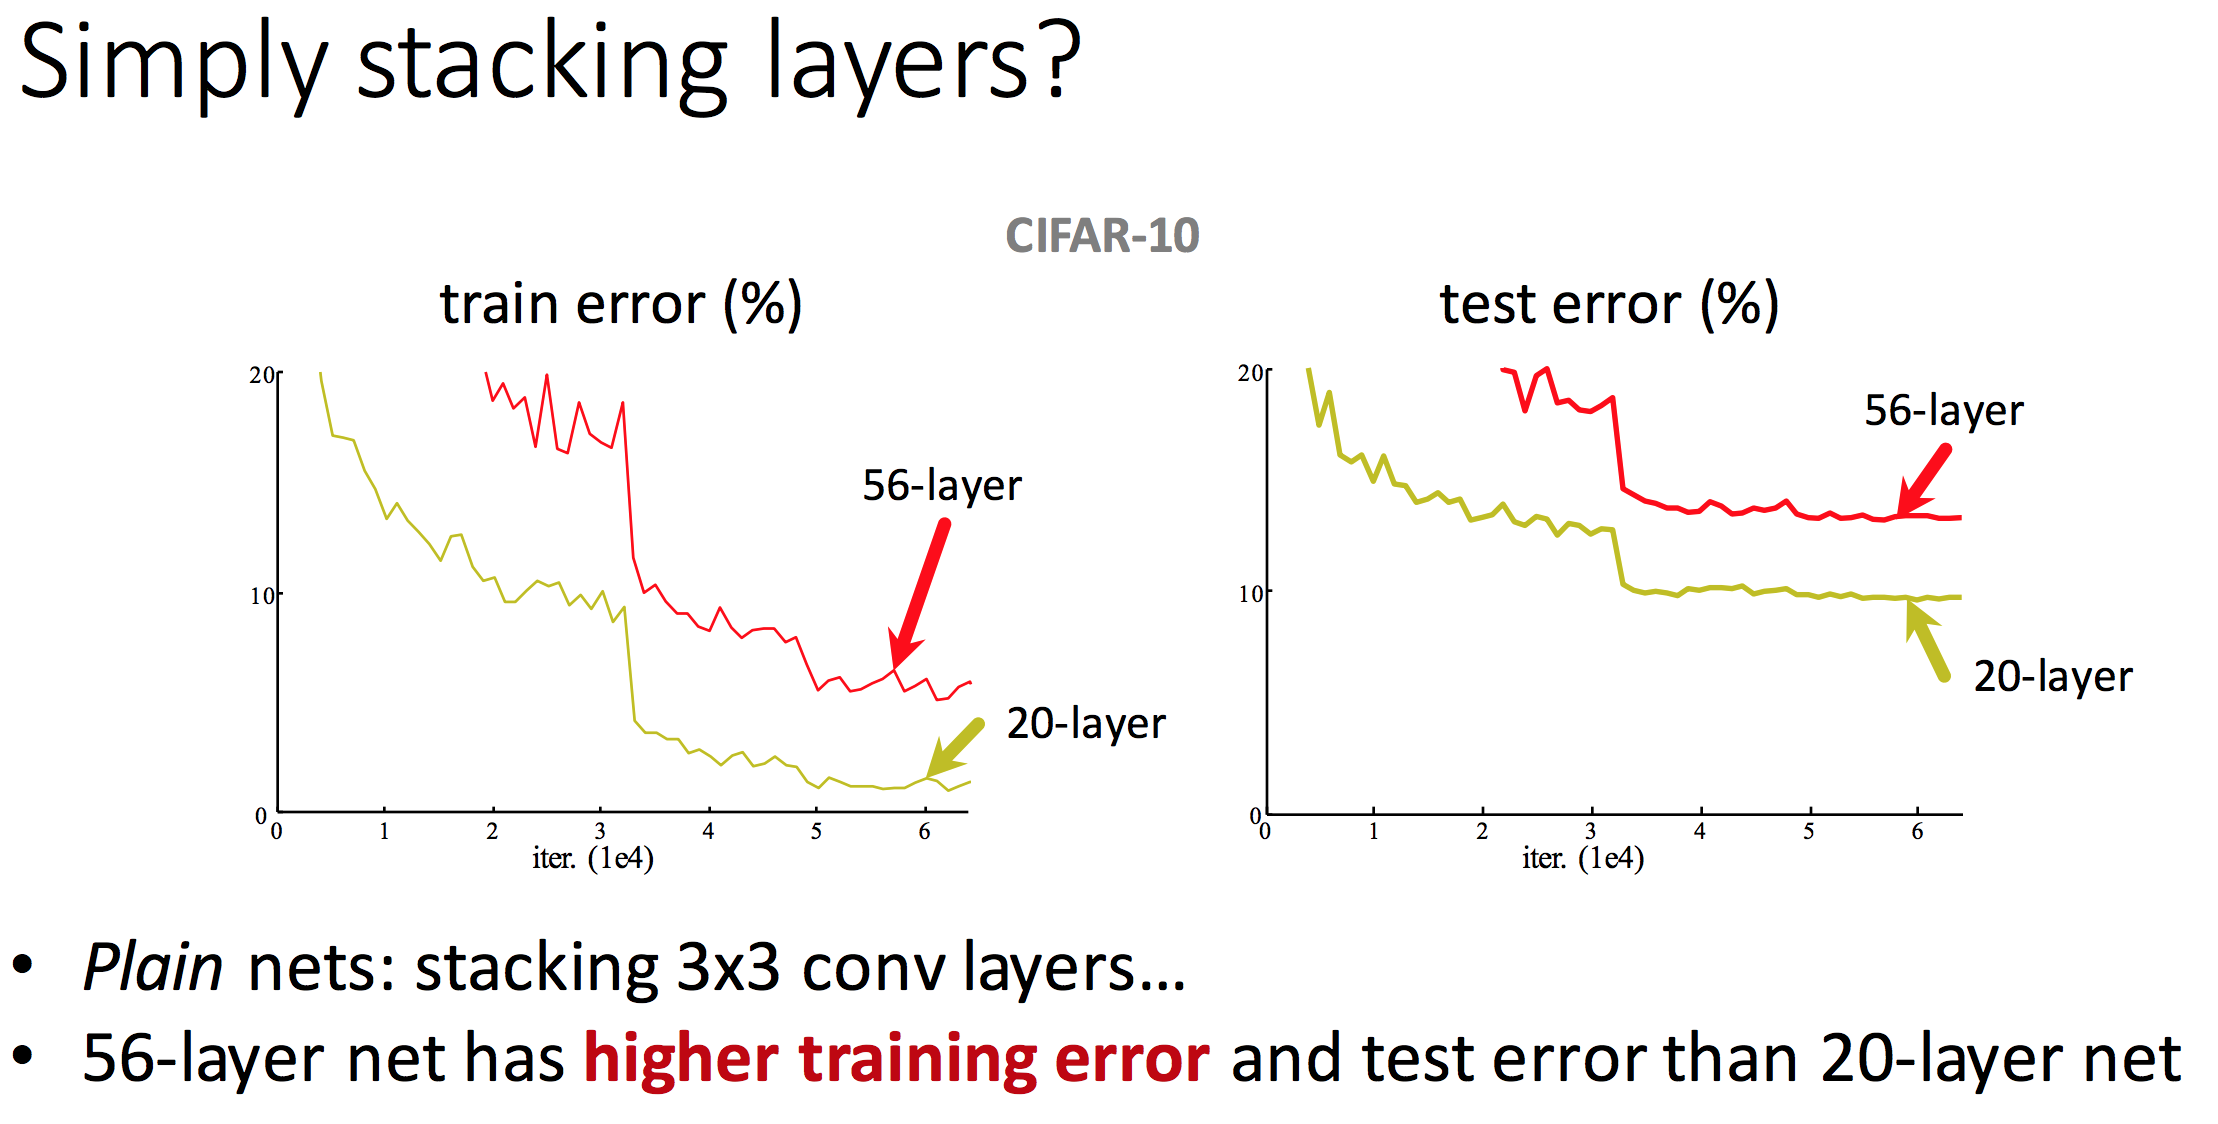 Simply stacking layers?
CIFAR-10
train error (%)
20
10
0
0 1 2 3 4 5 6
iter. (1e4)
56-layer
20-layer
test error (%)
20
10
0
0 1 2 3 4 5 6
iter. (1e4)
56-layer
20-layer
• Plain nets: stacking 3x3 conv layers...
• 56-layer net has higher training error and test error than 20-layer net